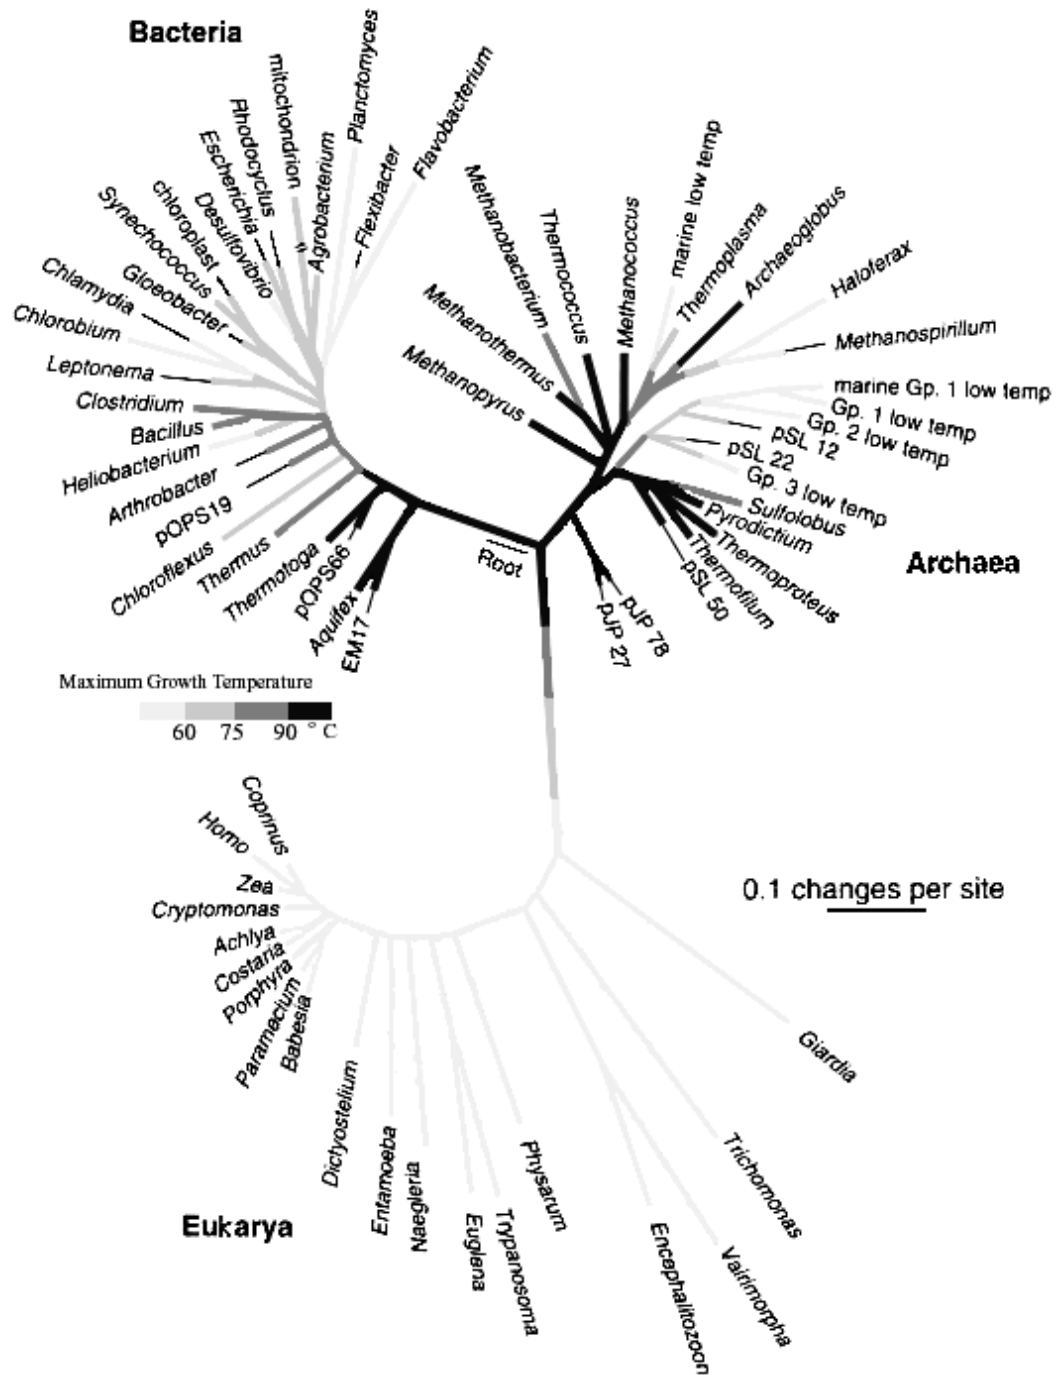 Bacteria
Planctomyces
mitochondrion
Flavobacterium
Rhodocyclus
Escherichia
Agrobacterium
Flexibacter
Desulfovibrio
chloroplast
Synechococcus
Gloeobacter
Chlamydia
Chlorobium
Leptonema
Clostridium
Bacillus
Heliobacterium
Arthrobacter
pOPS19
Chloroflexus
Thermus
Thermotoga
pOPS66
Aquifex
EM17
Root
Methanopyrus
Methanothermus
Methanobacterium
Thermococcus
Methanococcus
marine low temp
Thermoplasma
Archaeoglobus
Haloferax
Methanospirillum
marine Gp. 1 low temp
Gp. 1 low temp
Gp. 2 low temp
pSL 12
pSL 22
Gp. 3 low temp
Sulfolobus
Pyrodictium
Thermoproteus
Thermofilum
pSL 50
pJP 78
pJP 27
Archaea
Maximum Growth Temperature
60 75 90 ° C
Coprinus
Homo
Zea
Cryptomonas
Achlya
Costaria
Porphyra
Paramecium
Babesia
Dictyostelium
Entamoeba
Naegleria
Euglena
Trypanosoma
Physarum
Encephalitozoon
Vairimorpha
Trichomonas
Giardia
0.1 changes per site
Eukarya